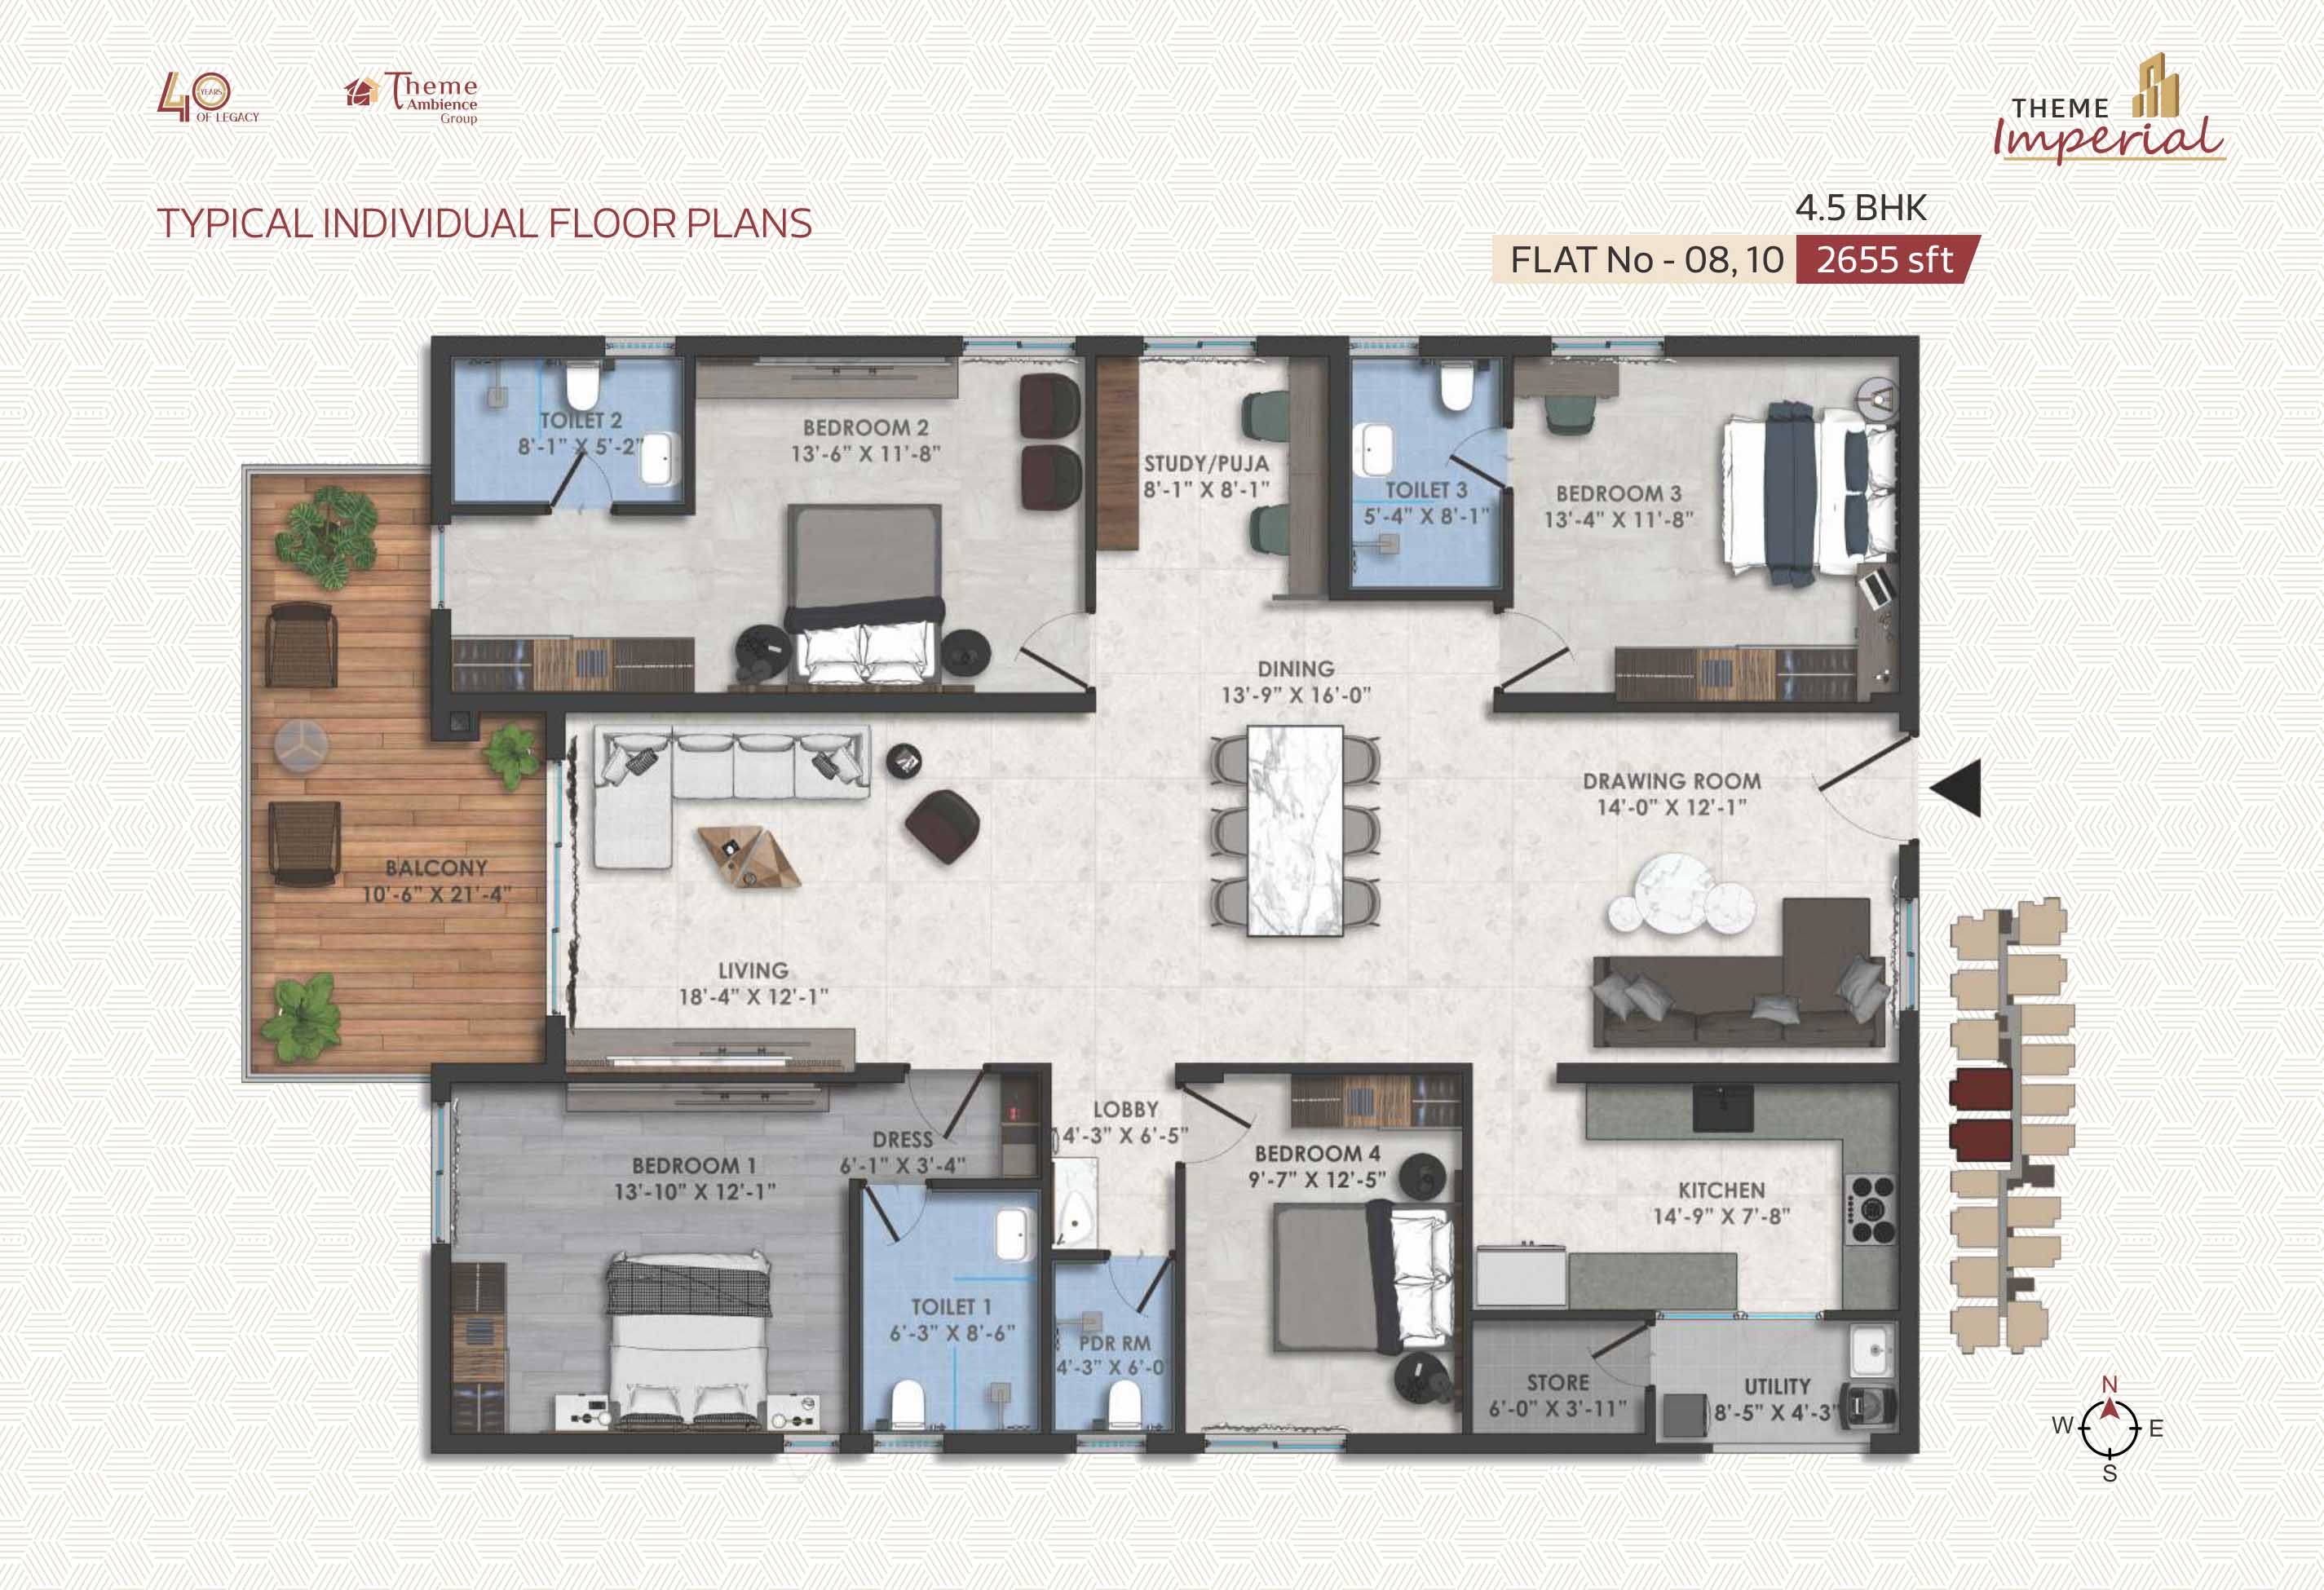 40
YEARS
OF LEGACY
Theme
Ambience
Group
THEME
Imperial
TYPICAL INDIVIDUAL FLOOR PLANS
4.5 BHK
FLAT No - 08, 10
2655 sft
TOILET 2
8'-1" X 5'-2"
BEDROOM 2
13'-6" X 11'-8"
STUDY/PUJA
8'-1" X 8'-1"
TOILET 3
5'-4" X 8'-1"
BEDROOM 3
13'-4" X 11'-8"
DINING
13'-9" X 16'-0"
DRAWING ROOM
14'-0" X 12'-1"
BALCONY
10'-6" X 21'-4"
LIVING
18'-4" X 12'-1"
LOBBY
4'-3" X 6'-5"
DRESS
6'-1" X 3'-4"
BEDROOM 1
13'-10" X 12'-1"
BEDROOM 4
9'-7" X 12'-5"
KITCHEN
14'-9" X 7'-8"
TOILET 1
6'-3" X 8'-6"
PDR RM
4'-3" X 6'-0
STORE
6'-0" X 3'-11"
UTILITY
8'-5" X 4'-3"
N
W E
S